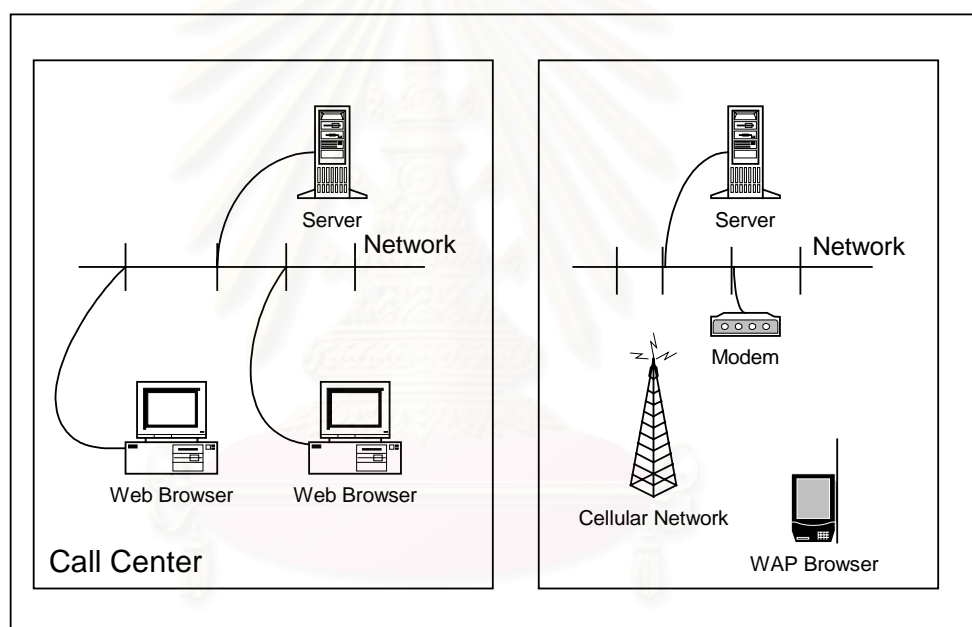 Server
Network
Web Browser
Web Browser
Call Center
Server
Network
Modem
Cellular Network
WAP Browser